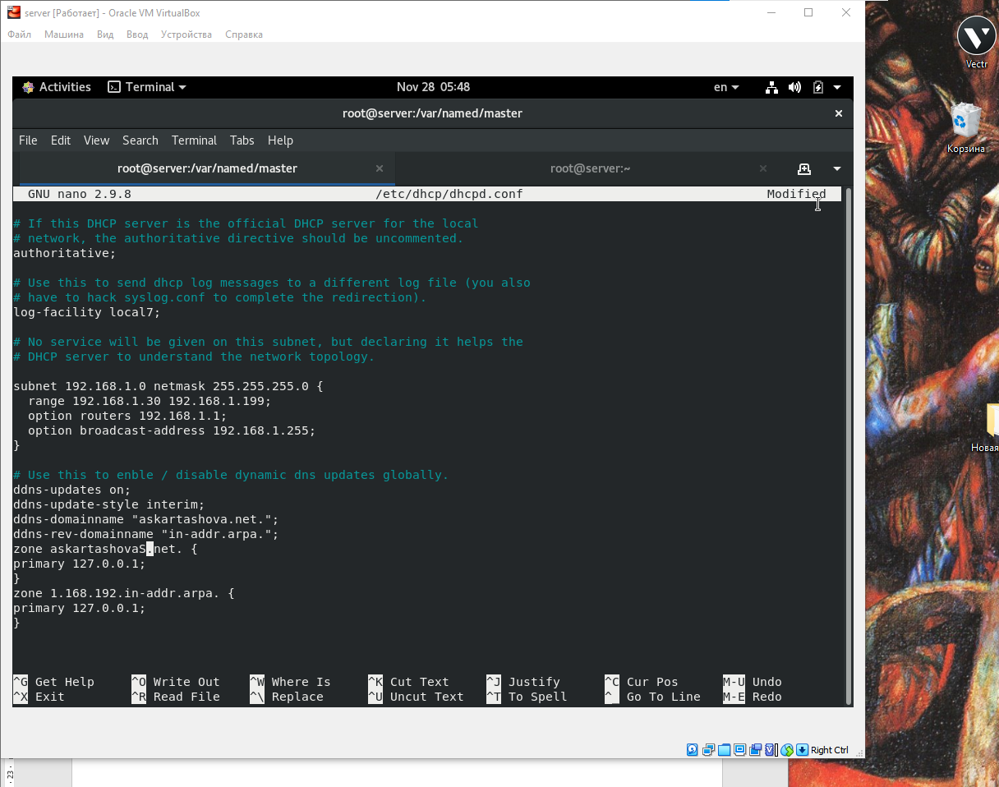 server [Работает] - Oracle VM VirtualBox
Файл Машина Вид Ввод Устройства Справка
Activities Terminal Nov 28 05:48 en
root@server:/var/named/master
File Edit View Search Terminal Tabs Help
root@server:/var/named/master root@server:~
GNU nano 2.9.8 /etc/dhcp/dhcpd.conf Modified
# If this DHCP server is the official DHCP server for the local
# network, the authoritative directive should be uncommented.
authoritative;
# Use this to send dhcp log messages to a different log file (you also
# have to hack syslog.conf to complete the redirection).
log-facility local7;
# No service will be given on this subnet, but declaring it helps the
# DHCP server to understand the network topology.
subnet 192.168.1.0 netmask 255.255.255.0 {
  range 192.168.1.30 192.168.1.199;
  option routers 192.168.1.1;
  option broadcast-address 192.168.1.255;
}
# Use this to enble / disable dynamic dns updates globally.
ddns-updates on;
ddns-update-style interim;
ddns-domainname "askartashova.net.";
ddns-rev-domainname "in-addr.arpa.";
zone askartashovaS.net. {
primary 127.0.0.1;
}
zone 1.168.192.in-addr.arpa. {
primary 127.0.0.1;
}
^G Get Help ^O Write Out ^W Where Is ^K Cut Text ^J Justify ^C Cur Pos M-U Undo
^X Exit ^R Read File ^\ Replace ^U Uncut Text ^T To Spell ^_ Go To Line M-E Redo
Right Ctrl
Vectr
Корзина
Новая
23